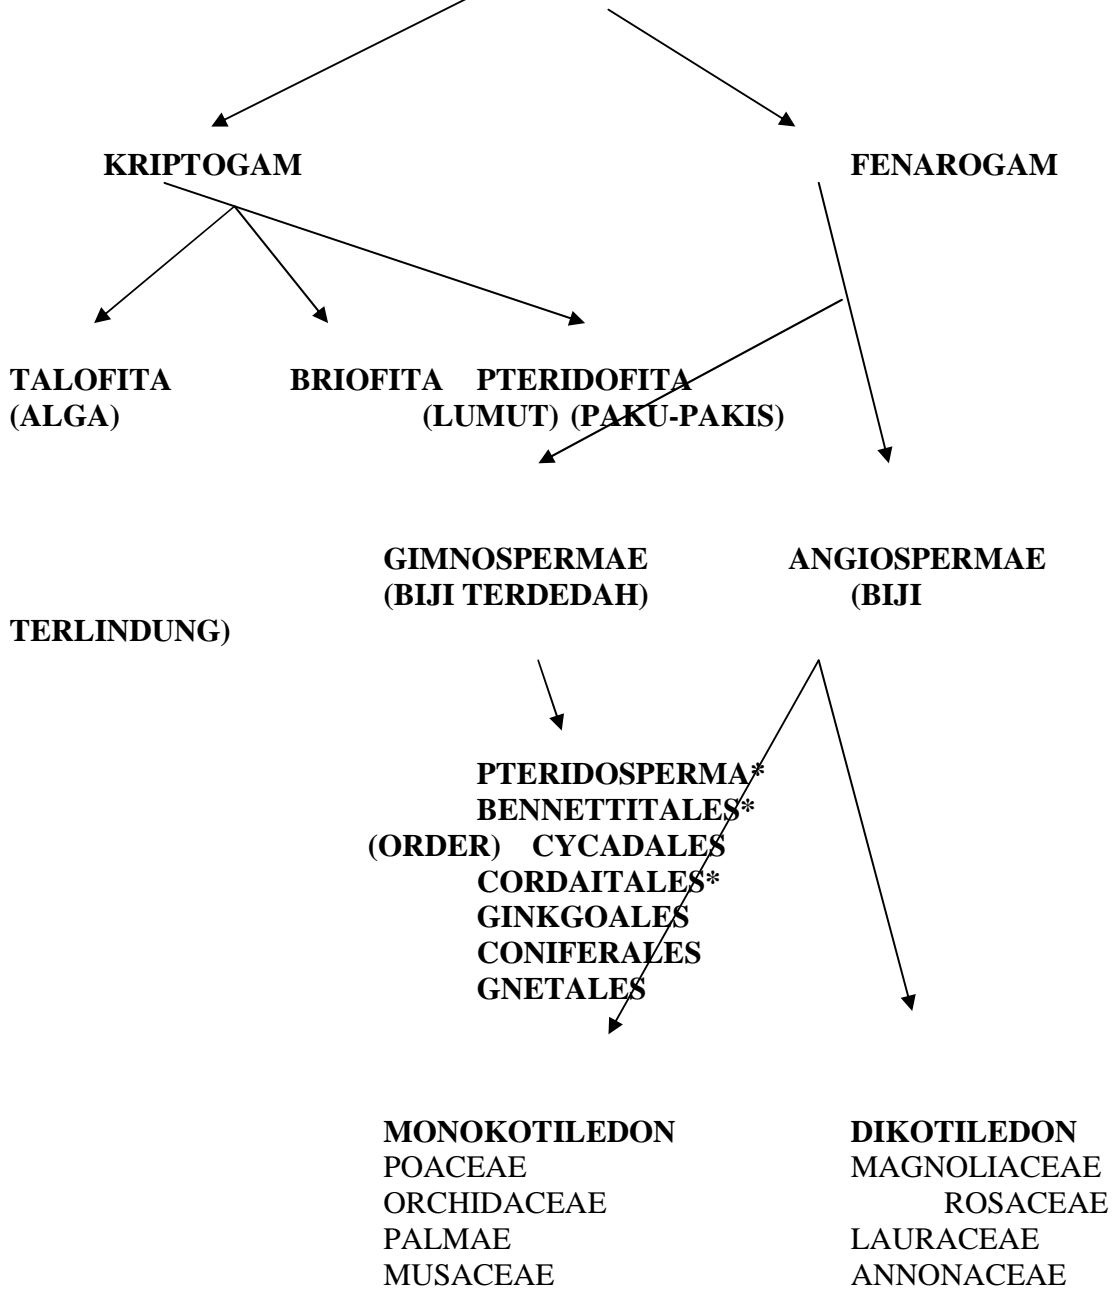 KRIPTOGAM FENAROGAM
TALOFITA BRIOFITA PTERIDOFITA
(ALGA) (LUMUT) (PAKU-PAKIS)
GIMNOSPERMAE ANGIOSPERMAE
(BIJI TERDEDAH) (BIJI
TERLINDUNG)
PTERIDOSPERMA*
BENNETTITALES*
(ORDER) CYCADALES
CORDAITALES*
GINKGOALES
CONIFERALES
GNETALES
MONOKOTILEDON DIKOTILEDON
POACEAE MAGNOLIACEAE
ORCHIDACEAE ROSACEAE
PALMAE LAURACEAE
MUSACEAE ANNONACEAE